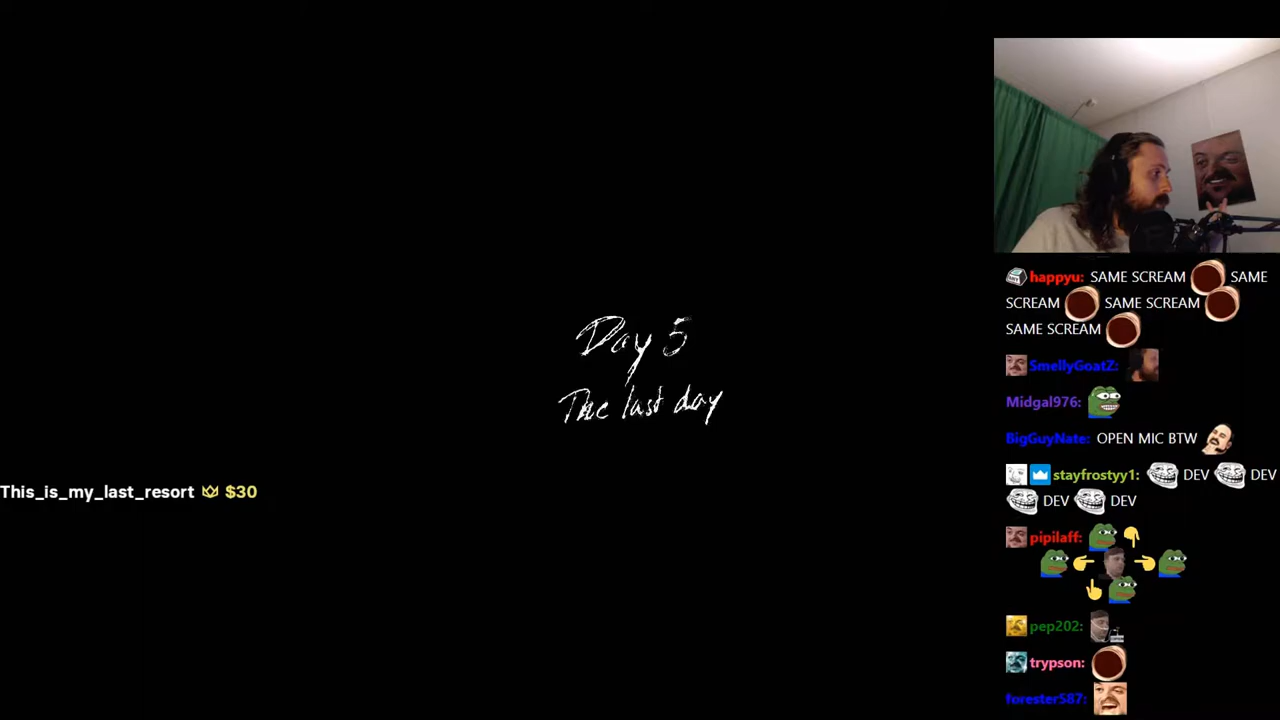 Day 5
The last day
This_is_my_last_resort $30
happyu: SAME SCREAM SAME
SCREAM SAME SCREAM
SAME SCREAM
SmellyGoatZ:
Midgal976:
BigGuyNate: OPEN MIC BTW
stayfrostyy1: DEV DEV
DEV DEV
pipilaff:
pep202:
trypson:
forester587: